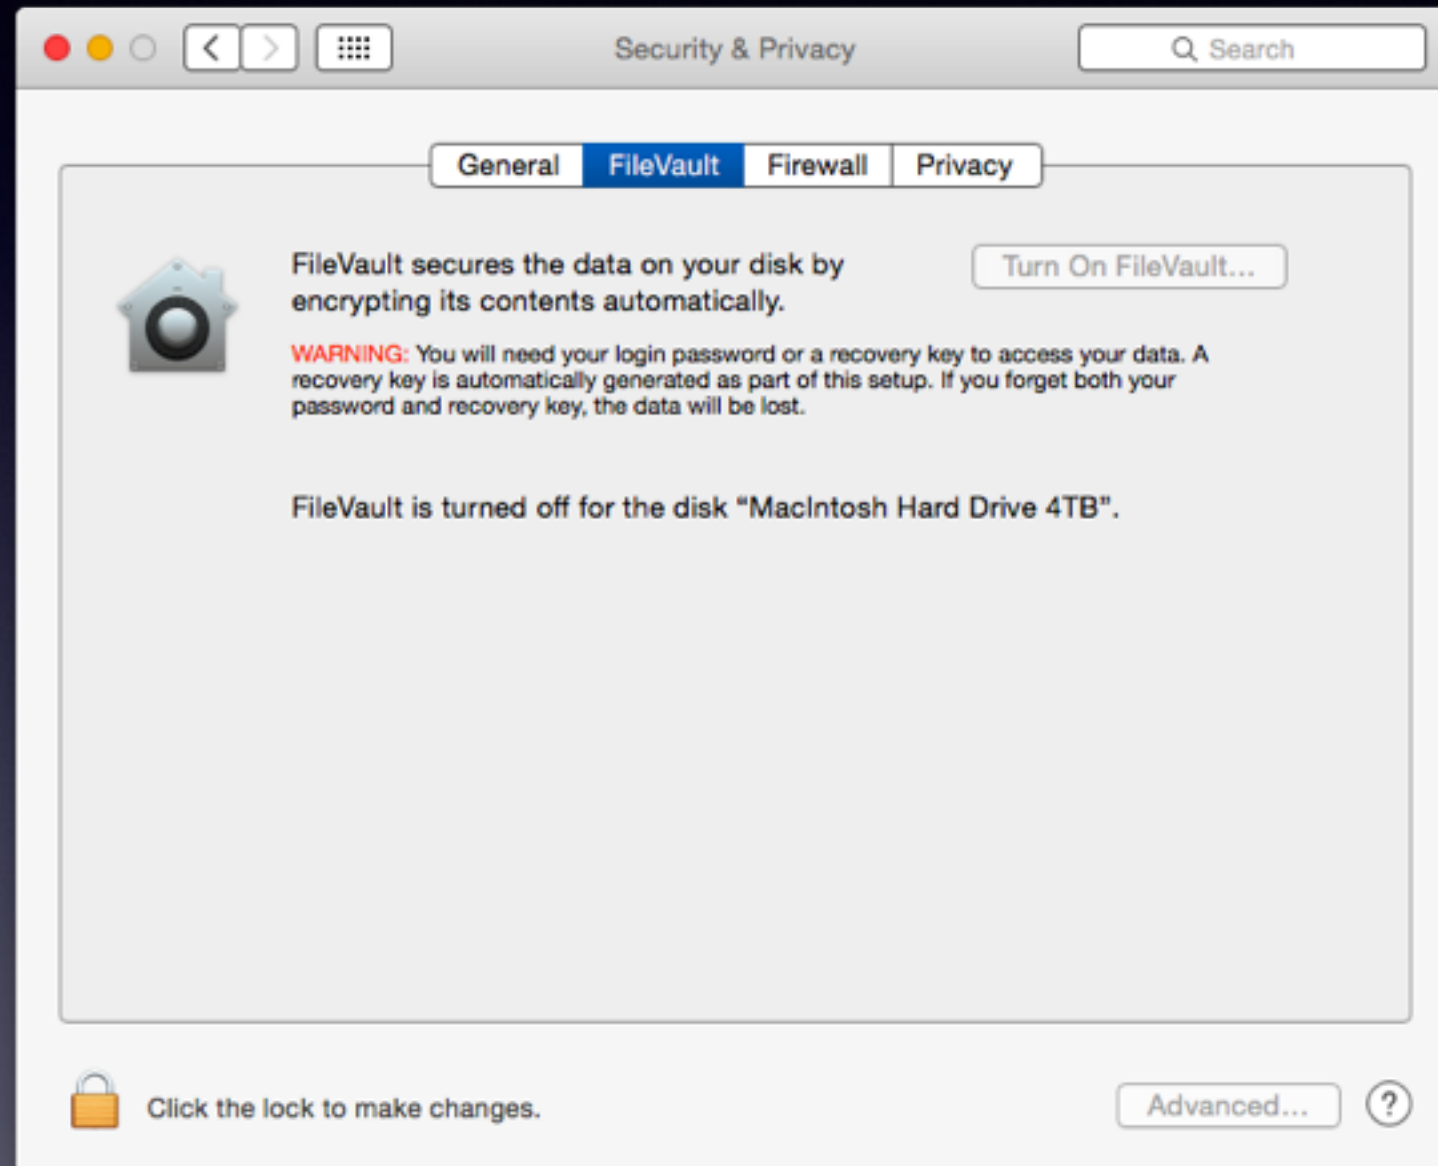 Security & Privacy
Search
General
FileVault
Firewall
Privacy
FileVault secures the data on your disk by
encrypting its contents automatically.
Turn On FileVault...
WARNING: You will need your login password or a recovery key to access your data. A
recovery key is automatically generated as part of this setup. If you forget both your
password and recovery key, the data will be lost.
FileVault is turned off for the disk “MacIntosh Hard Drive 4TB”.
Click the lock to make changes.
Advanced...
?